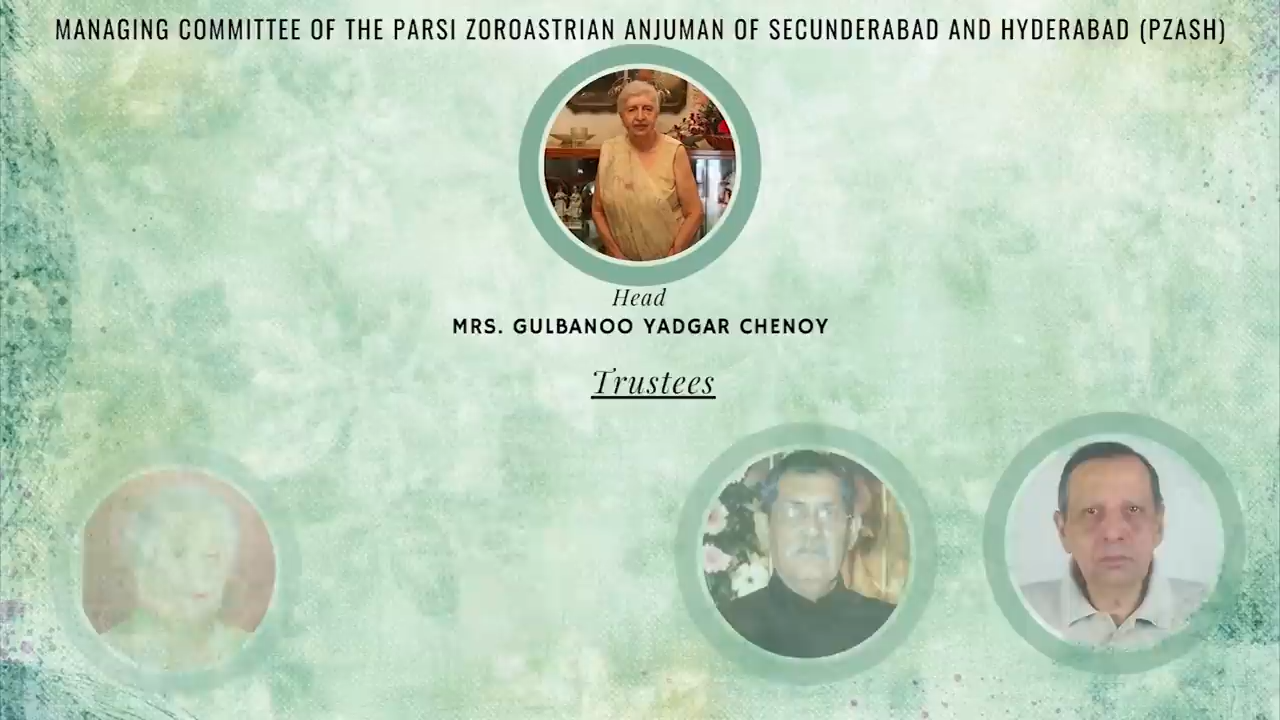 MANAGING COMMITTEE OF THE PARSI ZOROASTRIAN ANJUMAN OF SECUNDERABAD AND HYDERABAD (PZASH)
Head
MRS. GULBANOO YADGAR CHENOY
Trustees